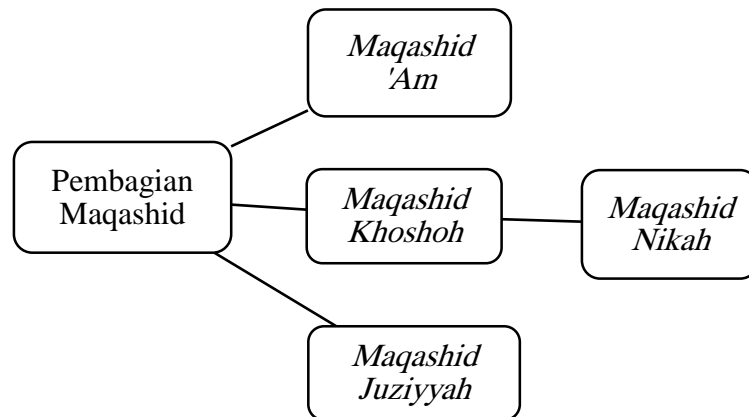 Maqashid
'Am
Pembagian
Maqashid
Maqashid
Khoshoh
Maqashid
Nikah
Maqashid
Juziyyah